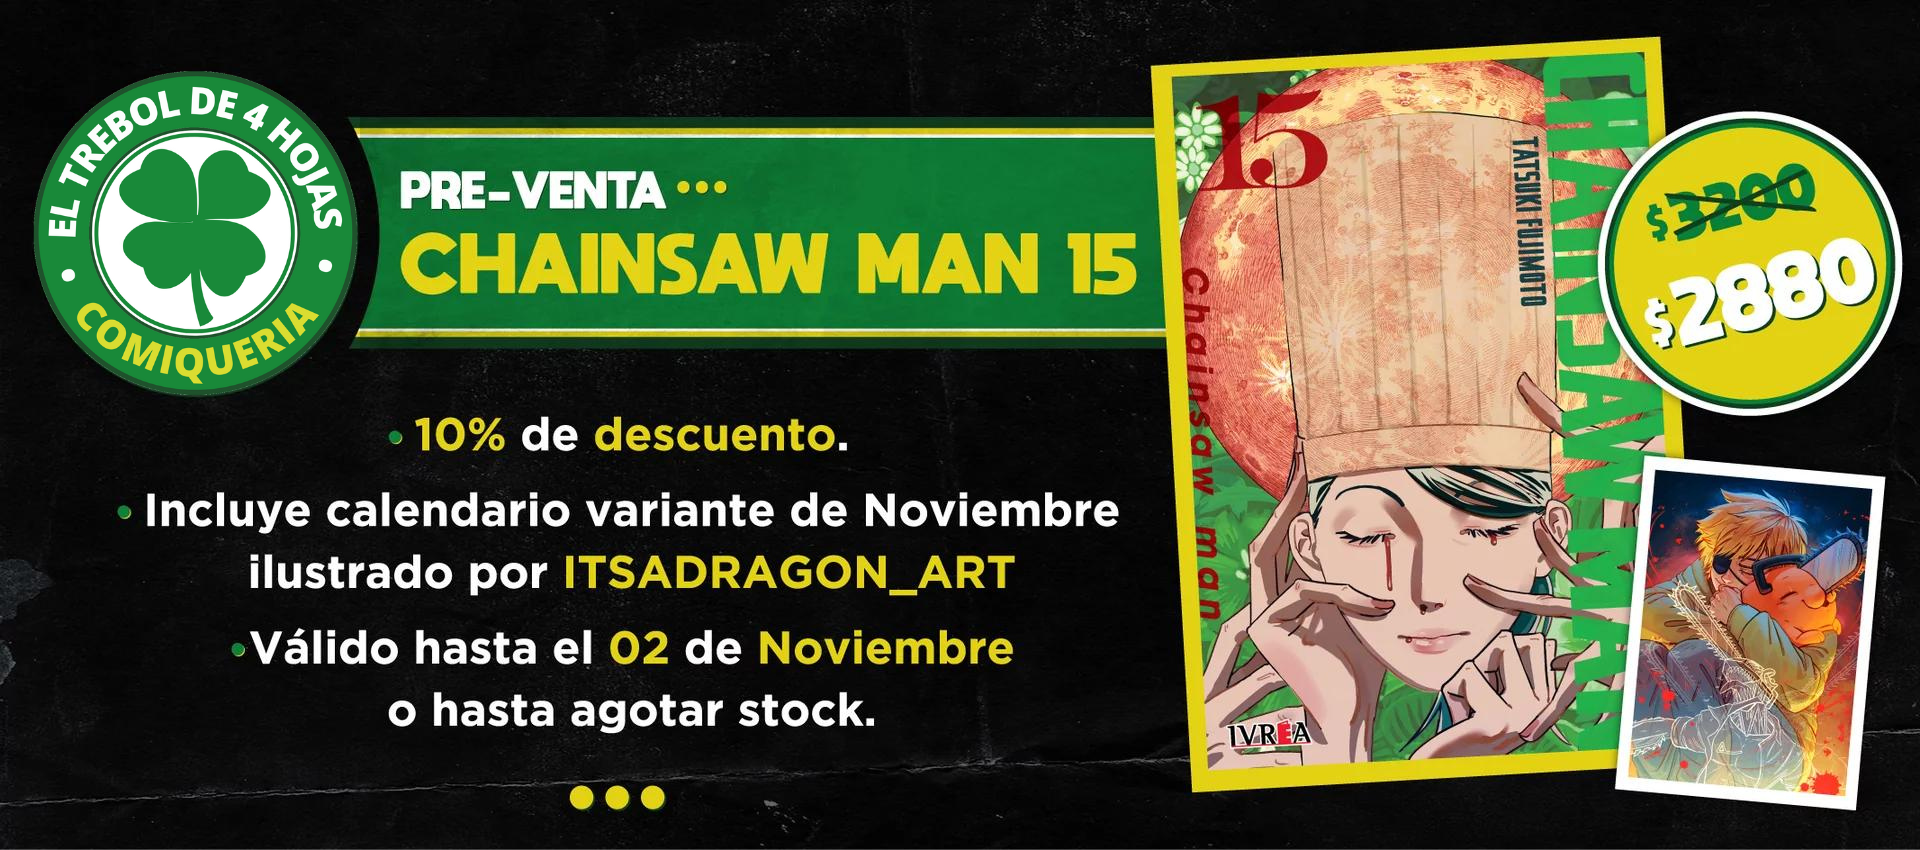 EL TREBOL DE 4 HOJAS
COMIQUERIA
PRE-VENTA
CHAINSAW MAN 15
• 10% de descuento.
• Incluye calendario variante de Noviembre
ilustrado por ITSADRAGON_ART
•Válido hasta el 02 de Noviembre
o hasta agotar stock.
15
chainsaw man
TATSUKI FUJIMOTO
CHAINSAW MAN
IVREA
$3200
$2880